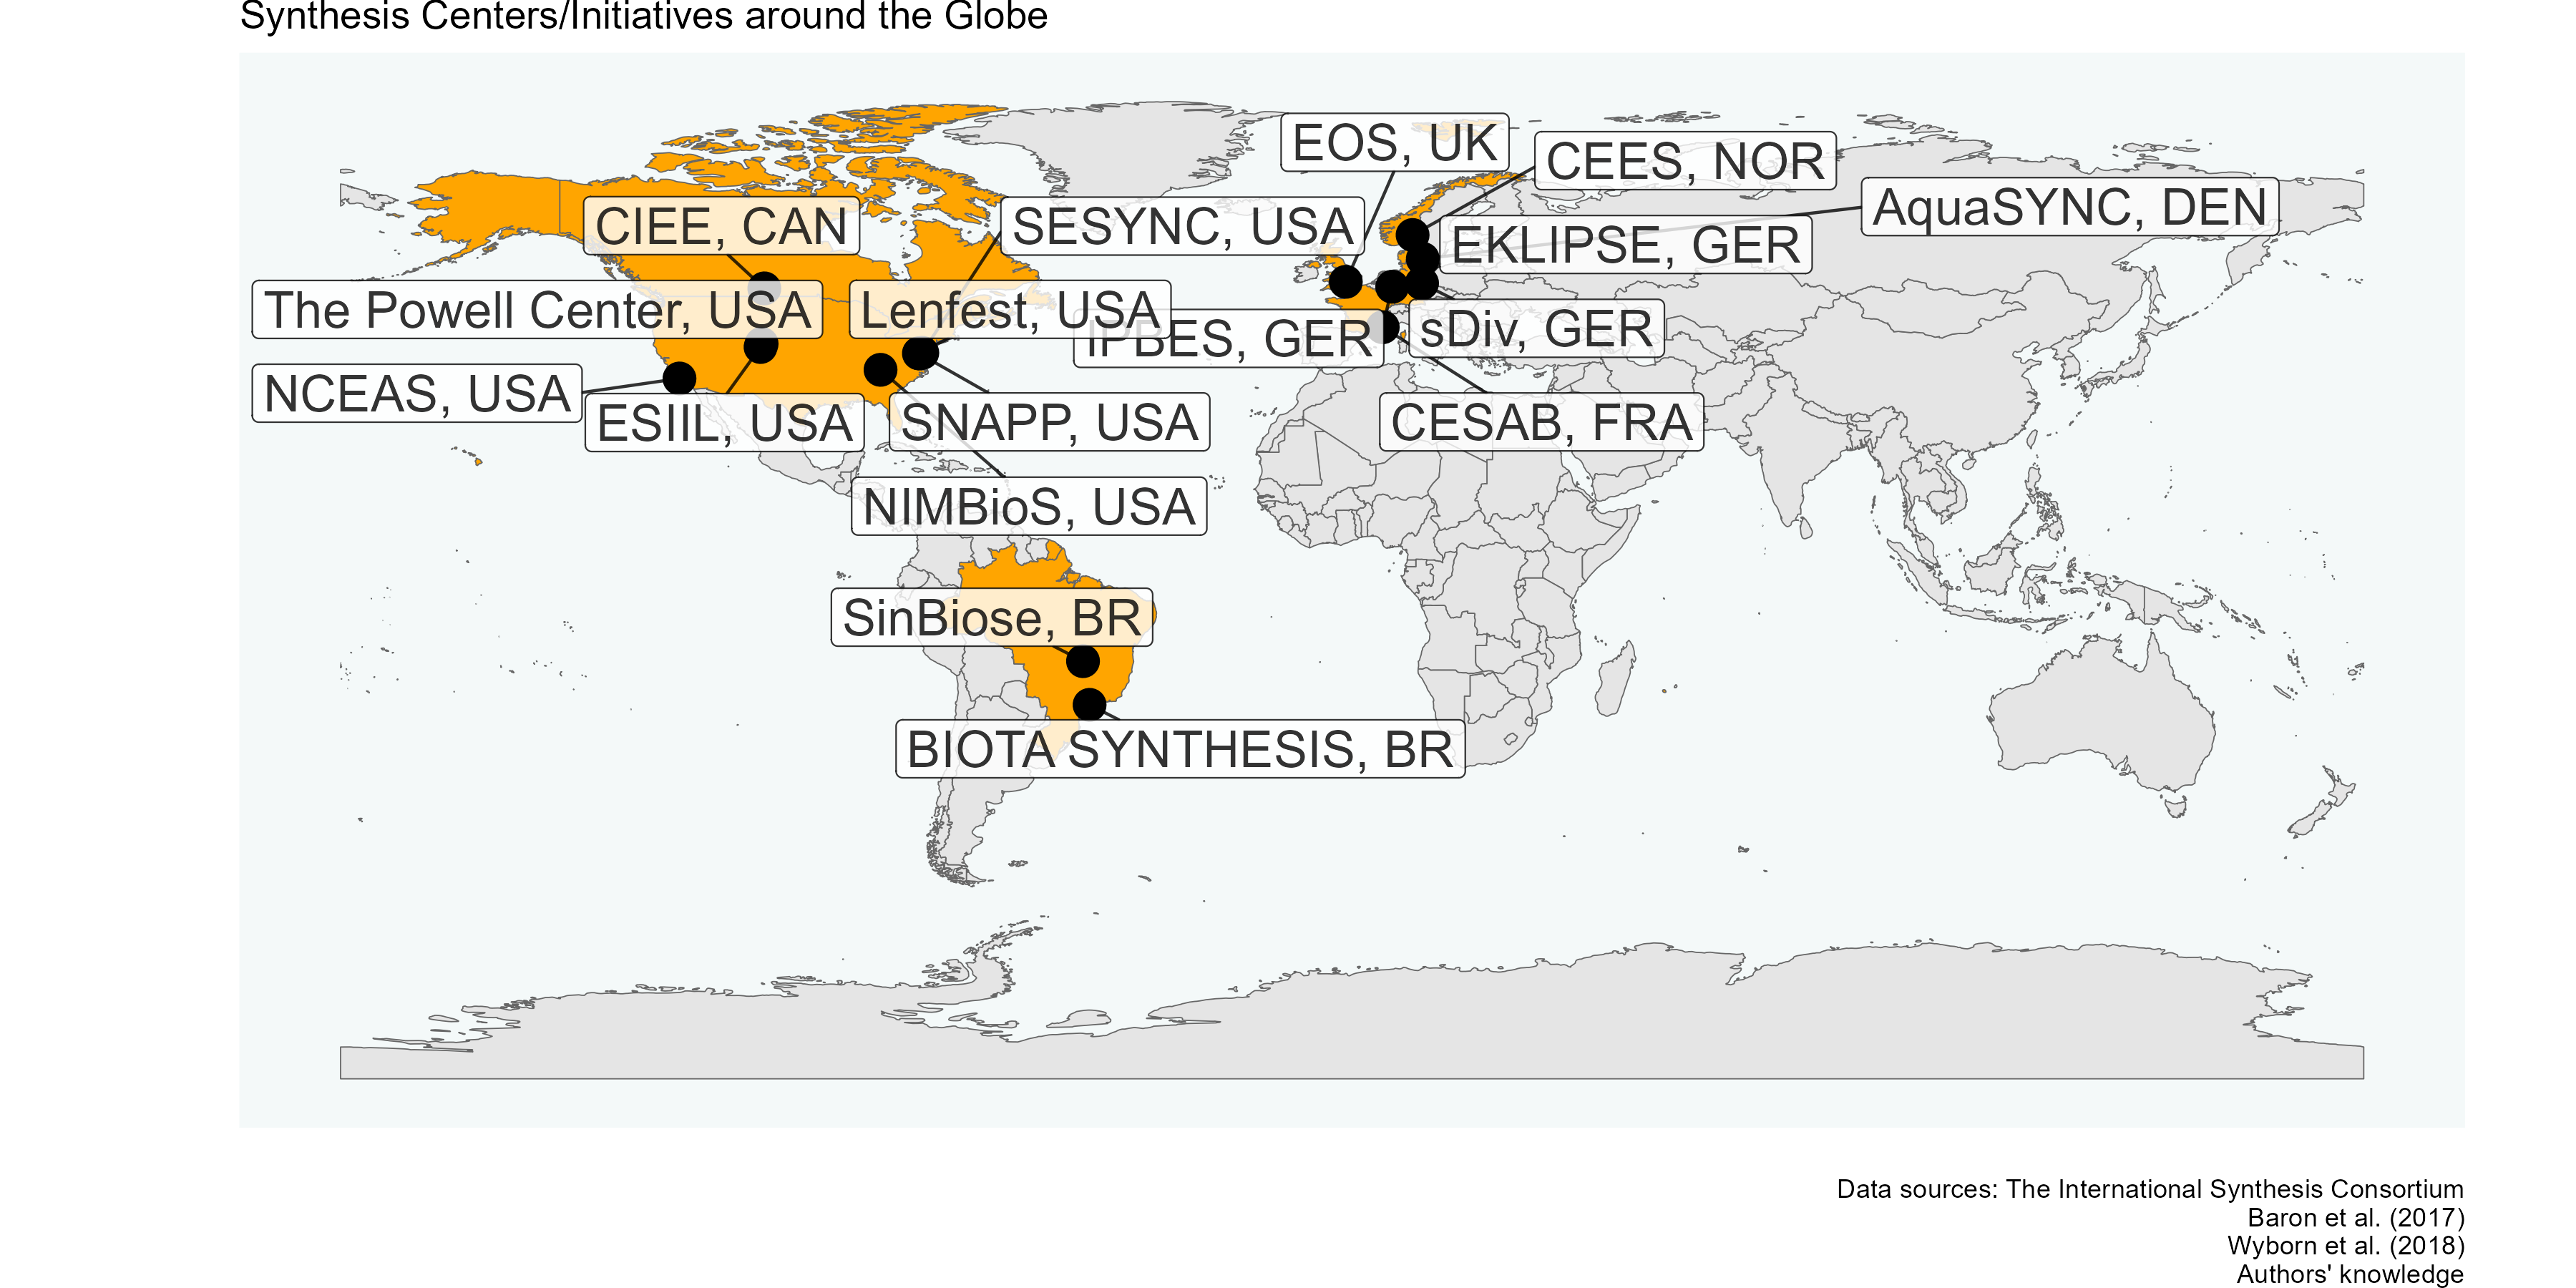 Synthesis Centers/Initiatives around the Globe
EOS, UK
CEES, NOR
AquaSYNC, DEN
CIEE, CAN
SESYNC, USA
EKLIPSE, GER
The Powell Center, USA
Lenfest, USA
IPBES, GER
sDiv, GER
NCEAS, USA
ESIIL, USA
SNAPP, USA
CESAB, FRA
NIMBioS, USA
SinBiose, BR
BIOTA SYNTHESIS, BR
Data sources: The International Synthesis Consortium
Baron et al. (2017)
Wyborn et al. (2018)
Authors' knowledge